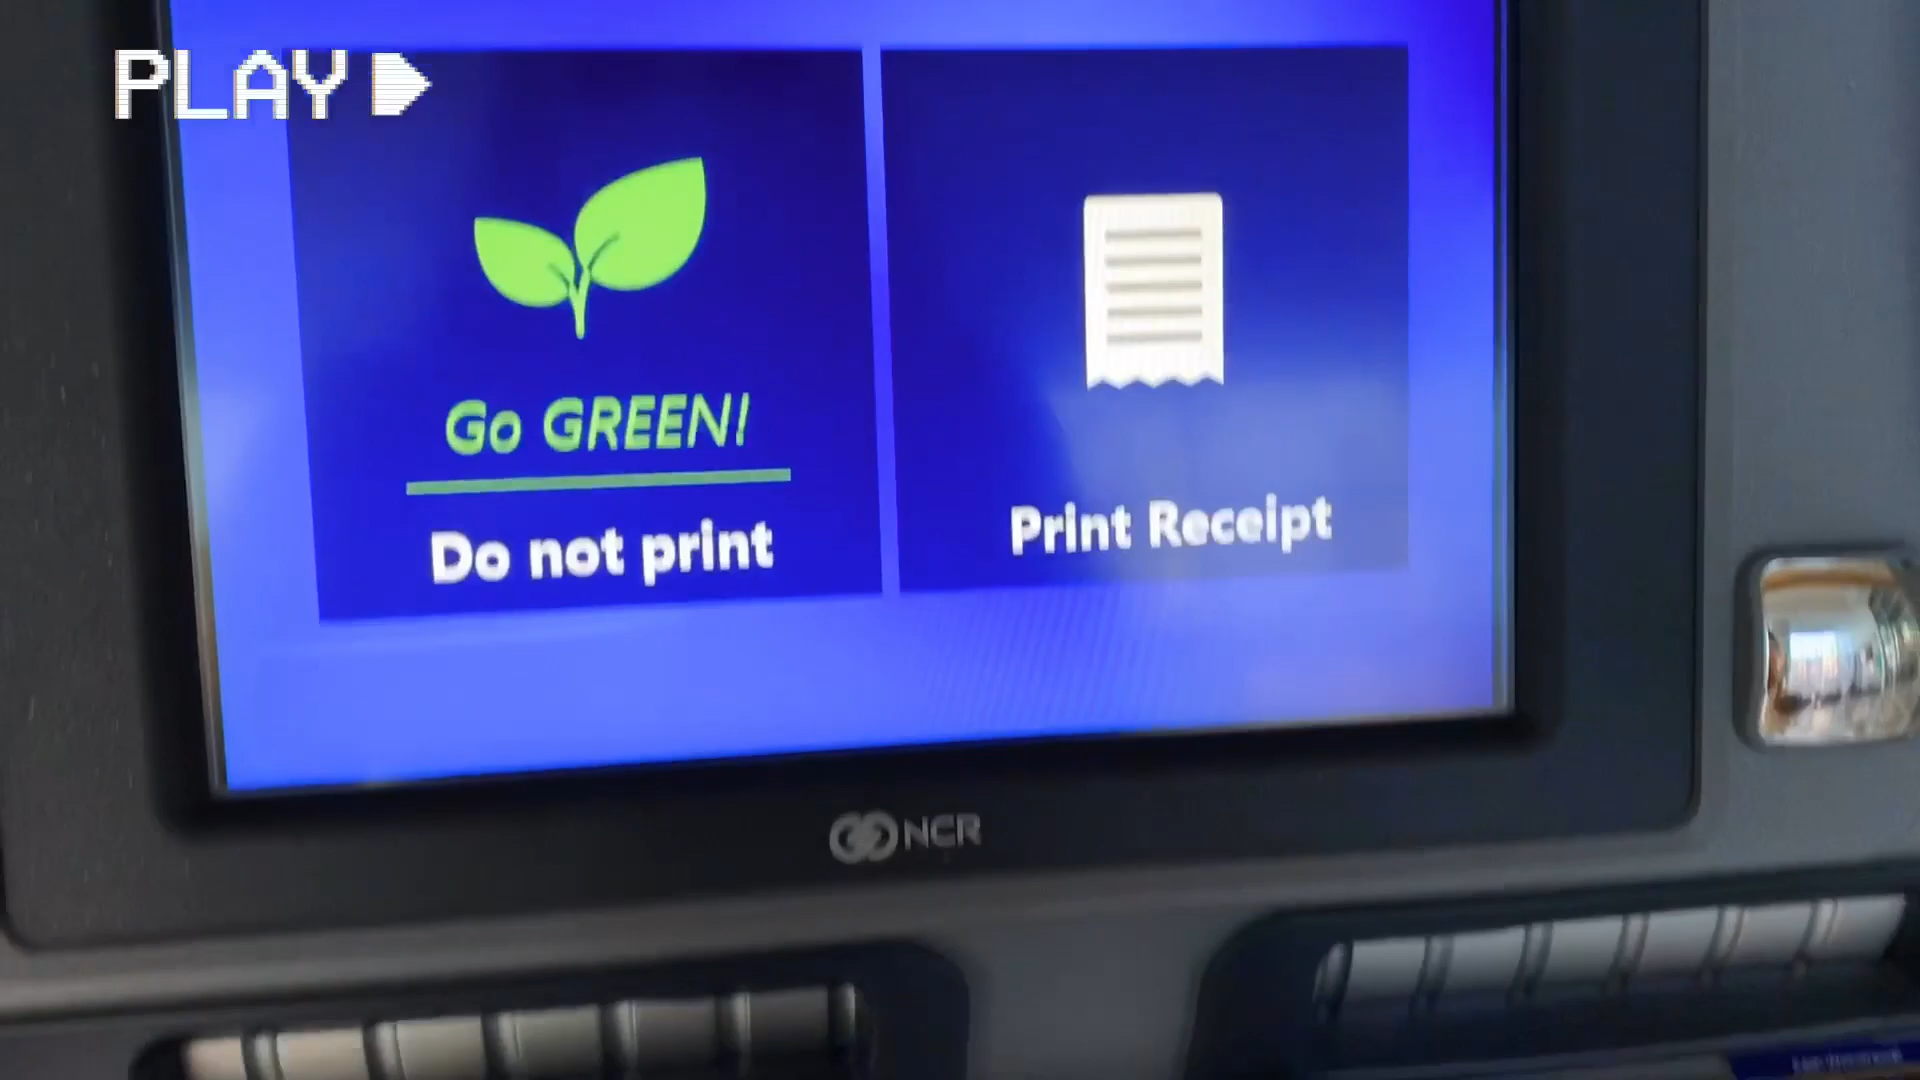 PLAY
Go GREEN!
Do not print
Print Receipt
NCR